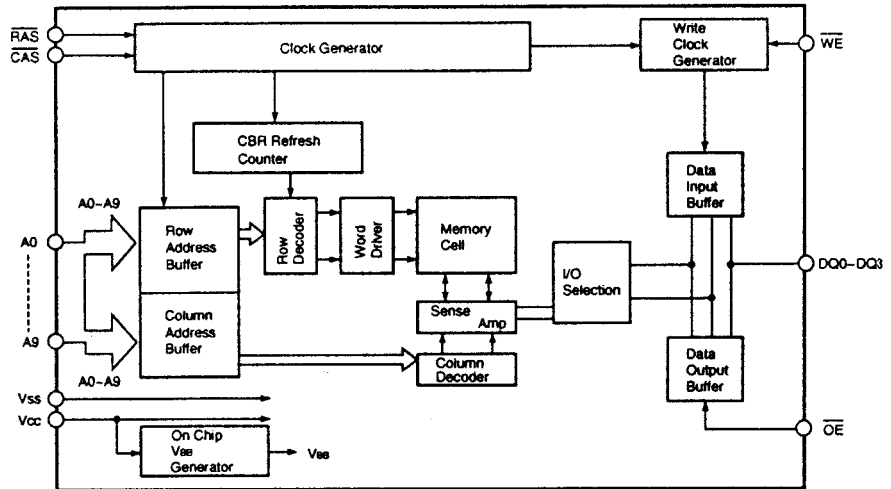 RAS
CAS
Clock Generator
Write
Clock
Generator
WE
CBR Refresh
Counter
Data
Input
Buffer
A0~A9
A0
Row
Address
Buffer
Row
Decoder
Word
Driver
Memory
Cell
I/O
Selection
DQ0~DQ3
Column
Address
Buffer
Sense
Amp
A9
A0~A9
Column
Decoder
Data
Output
Buffer
Vss
Vcc
On Chip
VBB
Generator
VBB
OE